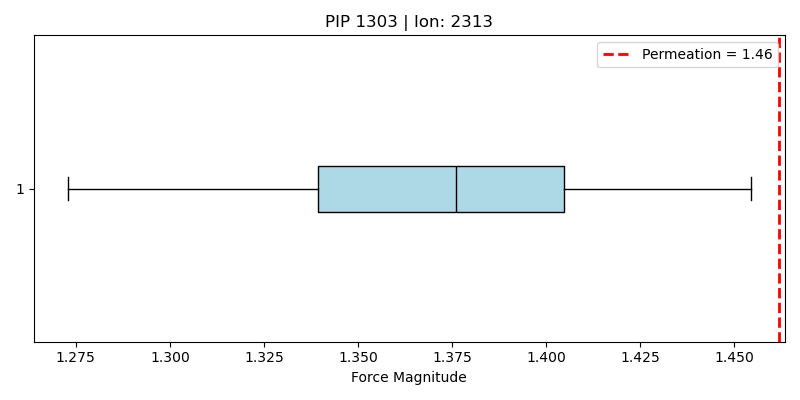 PIP 1303 | Ion: 2313
Permeation = 1.46
1
1.275 1.300 1.325 1.350 1.375 1.400 1.425 1.450
Force Magnitude